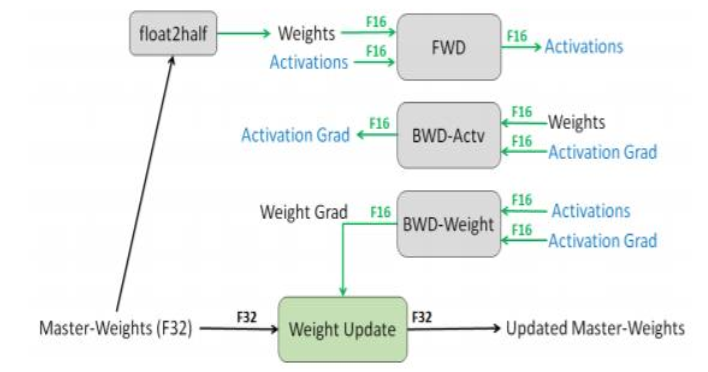 float2half
Weights F16
Activations F16
FWD
F16 Activations
Activation Grad F16
BWD-Actv
F16 Weights
F16 Activation Grad
Weight Grad F16
BWD-Weight
F16 Activations
F16 Activation Grad
Master-Weights (F32) F32
Weight Update
F32 Updated Master-Weights